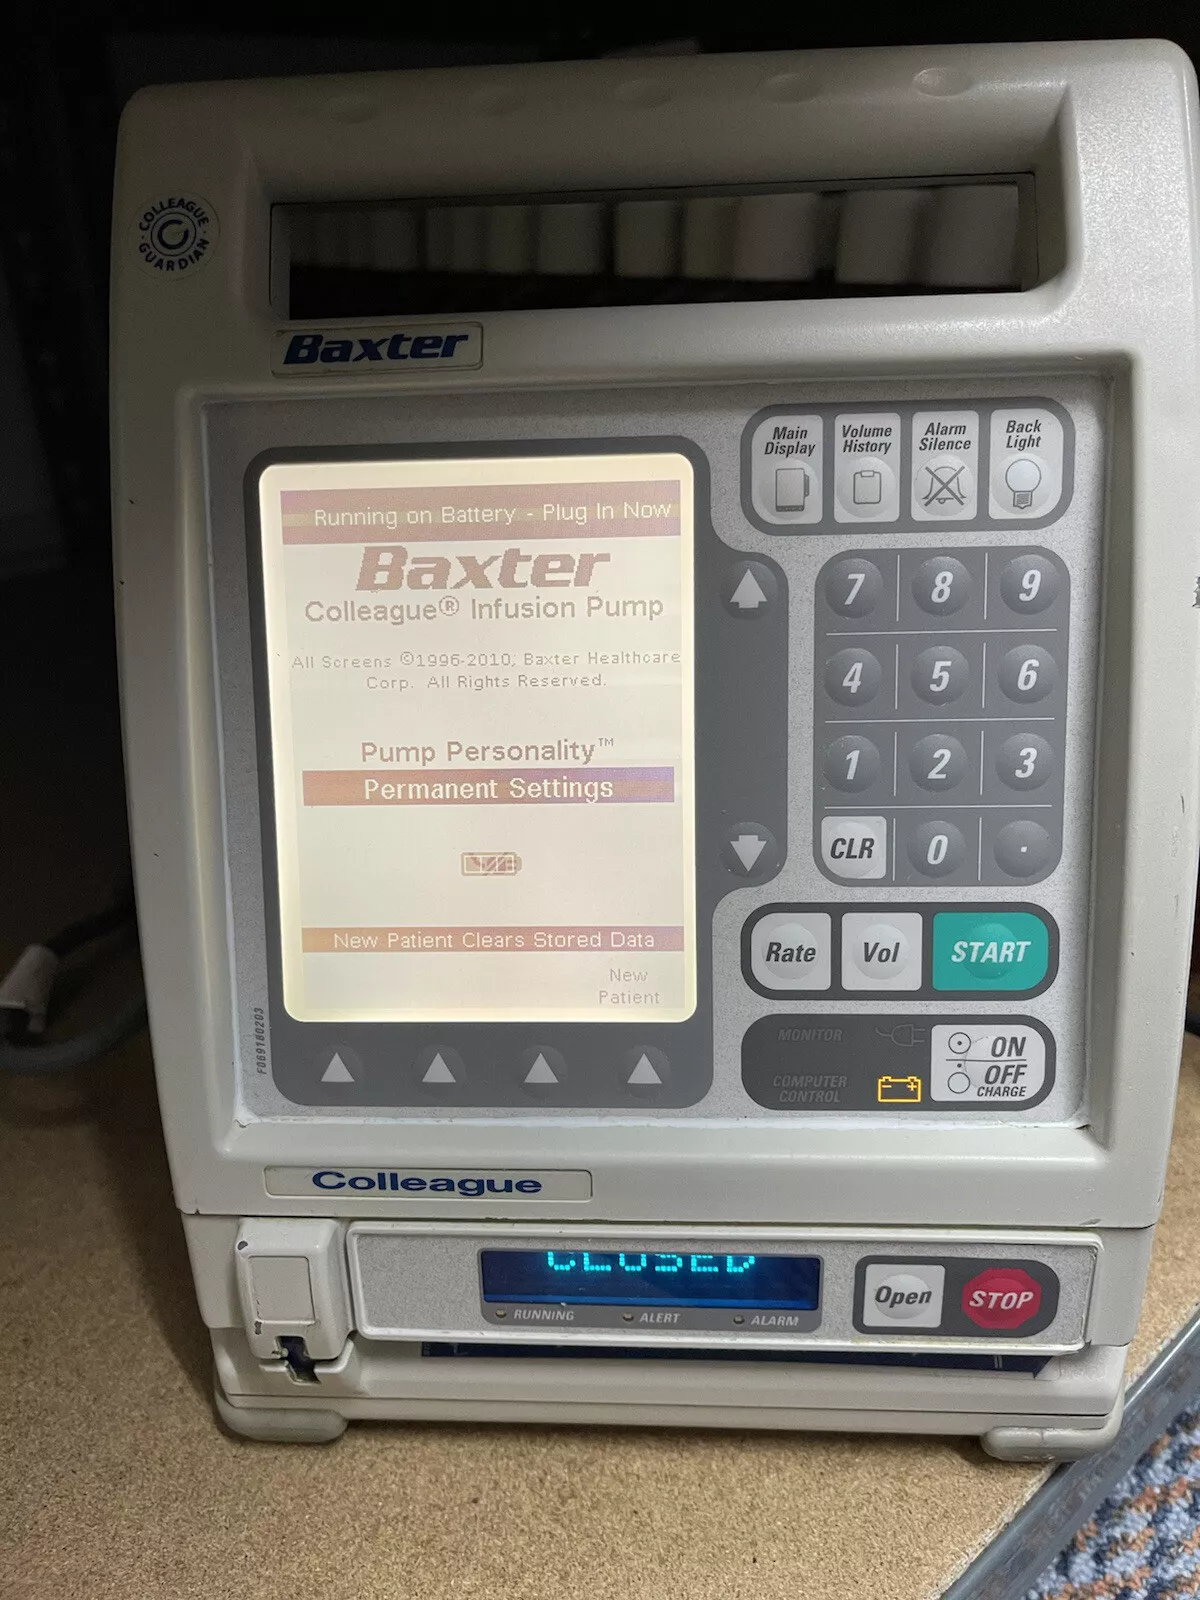 COLLEAGUE
GUARDIAN
Baxter
Running on Battery - Plug In Now
Baxter
Colleague® Infusion Pump
All Screens ©1996-2010, Baxter Healthcare
Corp. All Rights Reserved.
Pump Personality™
Permanent Settings
New Patient Clears Stored Data
New
Patient
F069180203
Main
Display
Volume
History
Alarm
Silence
Back
Light
7 8 9
4 5 6
1 2 3
CLR 0 .
Rate Vol START
MONITOR
COMPUTER
CONTROL
ON
OFF
CHARGE
Colleague
CLOSED
RUNNING ALERT ALARM
Open STOP